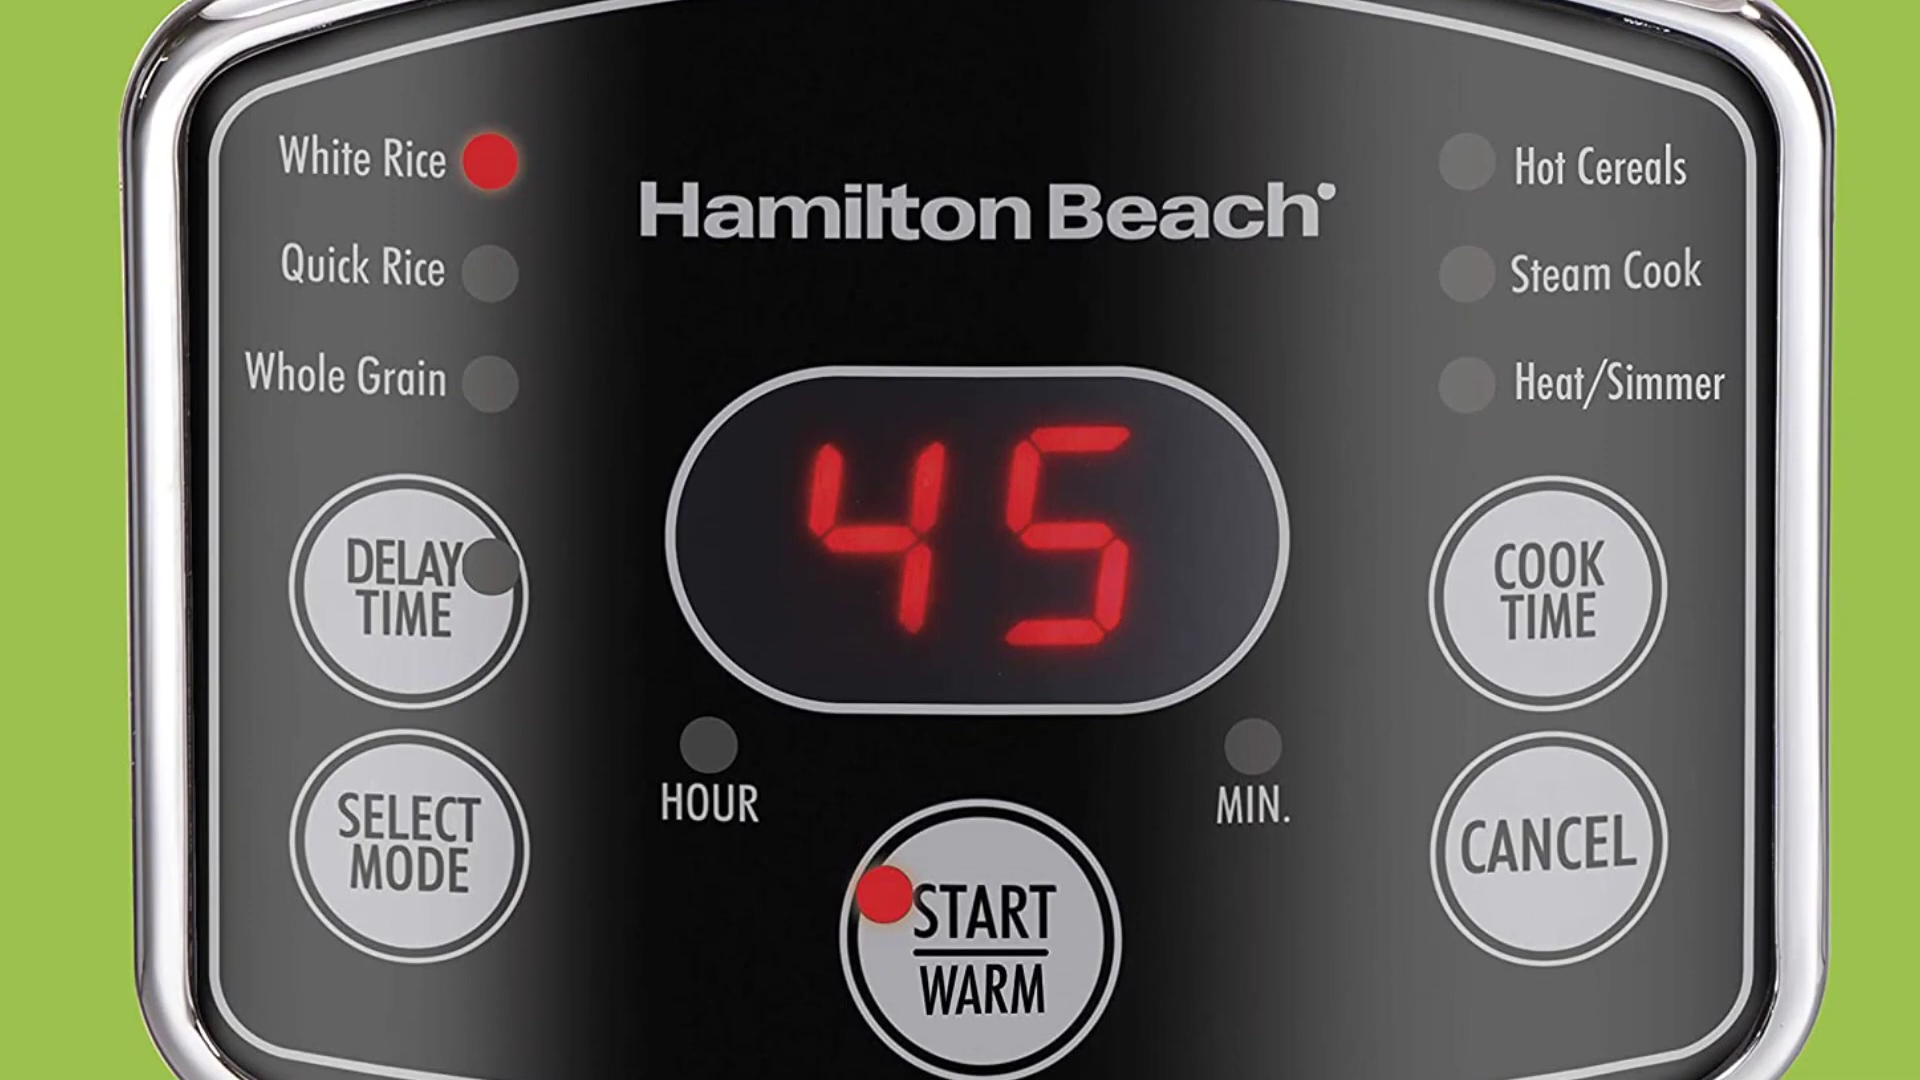 White Rice
Quick Rice
Whole Grain
Hamilton Beach
Hot Cereals
Steam Cook
Heat/Simmer
45
DELAY
TIME
COOK
TIME
SELECT
MODE
HOUR
MIN.
START
WARM
CANCEL